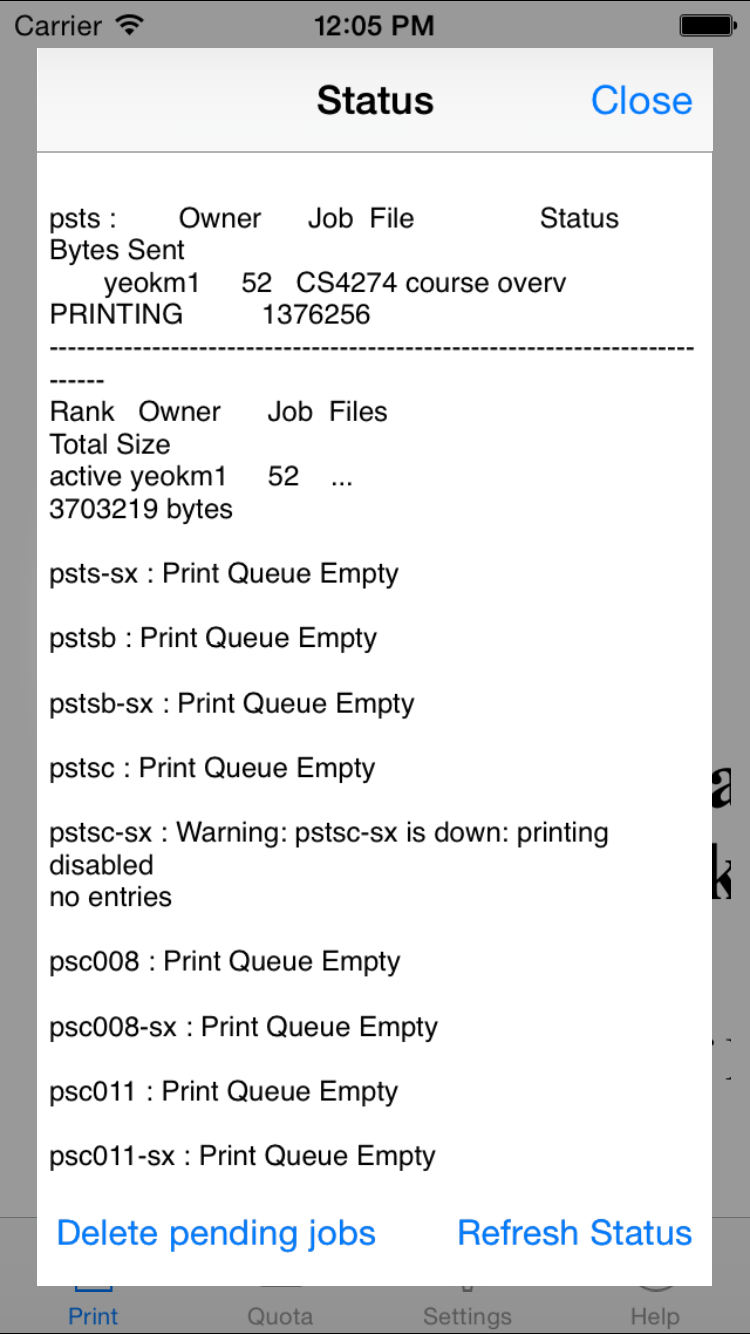 Carrier 12:05 PM
Status Close
psts : Owner Job File Status
Bytes Sent
yeokm1 52 CS4274 course overv
PRINTING 1376256
----------------------------------------------------------------------
------
Rank Owner Job Files
Total Size
active yeokm1 52 ...
3703219 bytes
psts-sx : Print Queue Empty
pstsb : Print Queue Empty
pstsb-sx : Print Queue Empty
pstsc : Print Queue Empty
pstsc-sx : Warning: pstsc-sx is down: printing
disabled
no entries
psc008 : Print Queue Empty
psc008-sx : Print Queue Empty
psc011 : Print Queue Empty
psc011-sx : Print Queue Empty
Delete pending jobs Refresh Status
Print Quota Settings Help